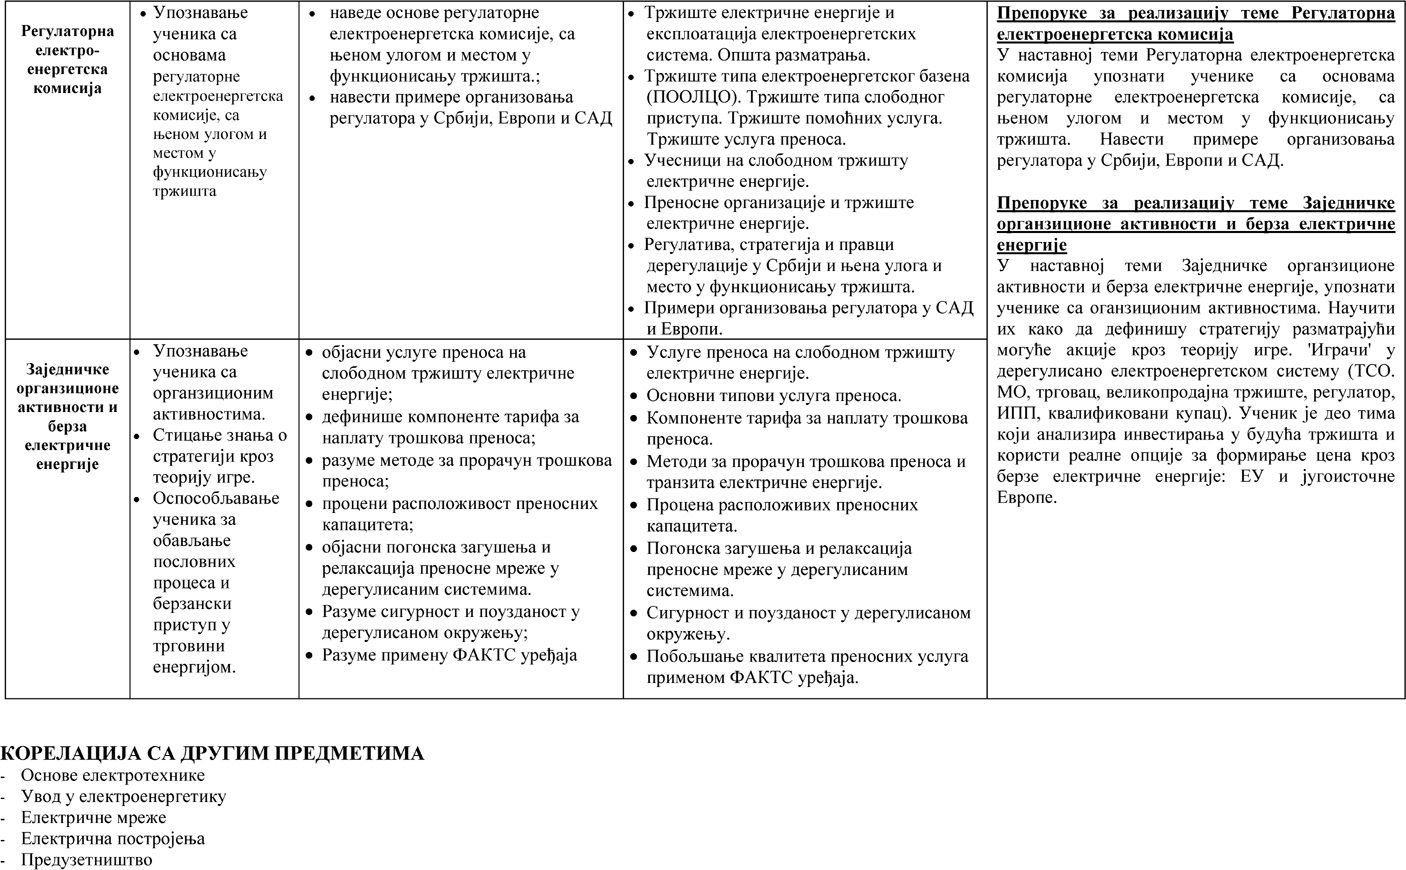 Регулаторна
електро-
енергетска
комисија
• Упознавање
ученика са
основама
регулаторне
електроенергетска
комисије, са
њеном улогом и
местом у
функционисању
тржишта
• наведе основе регулаторне
електроенергетска комисије, са
њеном улогом и местом у
функционисању тржишта.;
• навести примере организовања
регулатора у Србији, Европи и САД
• Тржиште електричне енергије и
експлоатација електроенергетских
система. Општа разматрања.
• Тржиште типа електроенергетског базена
(ПООЛЦО). Тржиште типа слободног
приступа. Тржиште помоћних услуга.
Тржиште услуга преноса.
• Учесници на слободном тржишту
електричне енергије.
• Преносне организације и тржиште
електричне енергије.
• Регулатива, стратегија и правци
дерегулације у Србији и њена улога и
место у функционисању тржишта.
• Примери организовања регулатора у САД
и Европи.
Препоруке за реализацију теме Регулаторна
електроенергетска комисија
У наставној теми Регулаторна електроенергетска
комисија упознати ученике са основама
регулаторне електроенергетска комисије, са
њеном улогом и местом у функционисању
тржишта. Навести примере организовања
регулатора у Србији, Европи и САД.
Препоруке за реализацију теме Заједничке
органзиционе активности и берза електричне
енергије
У наставној теми Заједничке органзиционе
активности и берза електричне енергије, упознати
ученике са оганзиционим активностима. Научити
их како да дефинишу стратегију разматрајући
могуће акције кроз теорију игре. 'Играчи' у
дерегулисано електроенергетском систему (ТСО.
МО, трговац, великопродајна тржиште, регулатор,
ИПП, квалификовани купац). Ученик је део тима
који анализира инвестирања у будућа тржишта и
користи реалне опције за формирање цена кроз
берзе електричне енергије: ЕУ и југоисточне
Европе.
Заједничке
органзиционе
активности и
берза
електричне
енергије
• Упознавање
ученика са
органзиционим
активностима.
• Стицање знања о
стратегији кроз
теорију игре.
• Оспособљавање
ученика за
обављање
пословних
процеса и
берзански
приступ у
трговини
енергијом.
• објасни услуге преноса на
слободном тржишту електричне
енергије;
• дефинише компоненте тарифа за
наплату трошкова преноса;
• разуме методе за прорачун трошкова
преноса;
• процени расположивост преносних
капацитета;
• објасни погонска загушења и
релаксација преносне мреже у
дерегулисаним системима.
• Разуме сигурност и поузданост у
дерегулисаном окружењу;
• Разуме примену ФАКТС уређаја
• Услуге преноса на слободном тржишту
електричне енергије.
• Основни типови услуга преноса.
• Компоненте тарифа за наплату трошкова
преноса.
• Методи за прорачун трошкова преноса и
транзита електричне енергије.
• Процена расположивих преносних
капацитета.
• Погонска загушења и релаксација
преносне мреже у дерегулисаним
системима.
• Сигурност и поузданост у дерегулисаном
окружењу.
• Побољшање квалитета преносних услуга
применом ФАКТС уређаја.
КОРЕЛАЦИЈА СА ДРУГИМ ПРЕДМЕТИМА
- Основе електротехнике
- Увод у електроенергетику
- Електричне мреже
- Електрична постројења
- Предузетништво